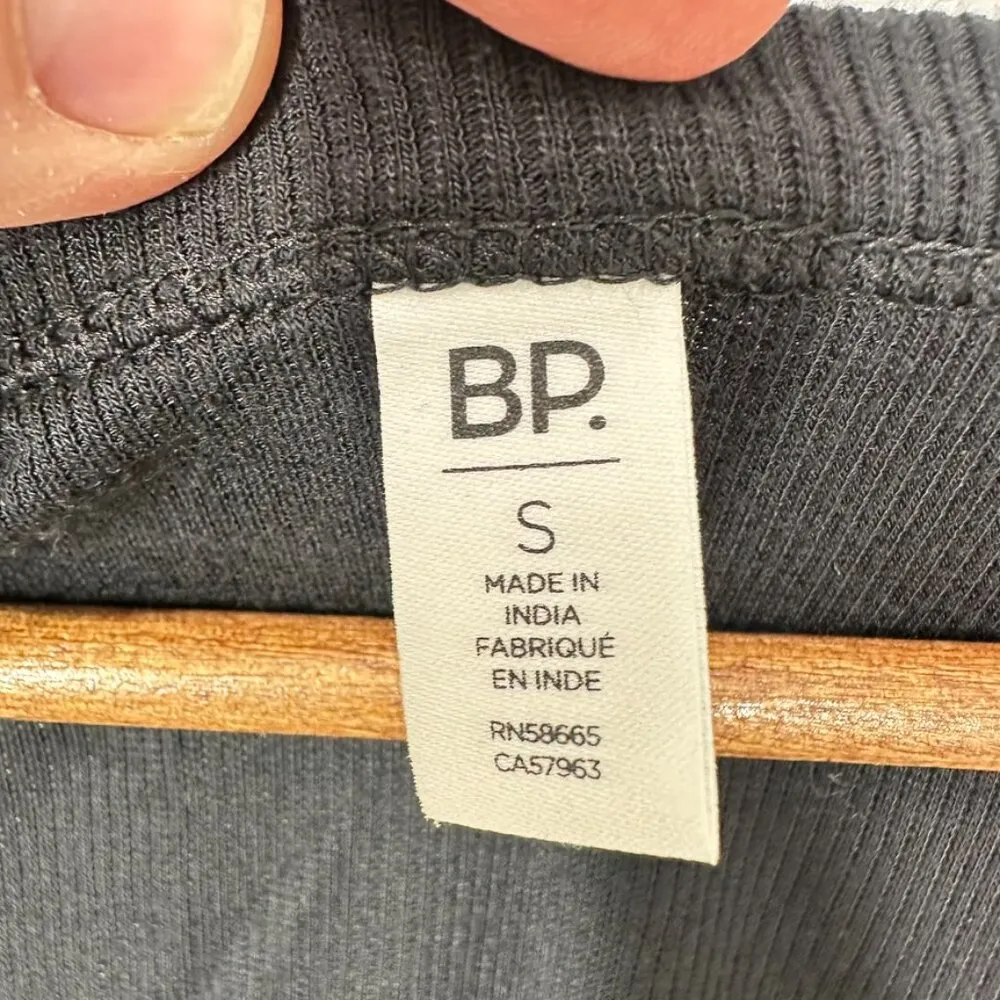 BP.
S
MADE IN
INDIA
FABRIQUÉ
EN INDE
RN58665
CA57963